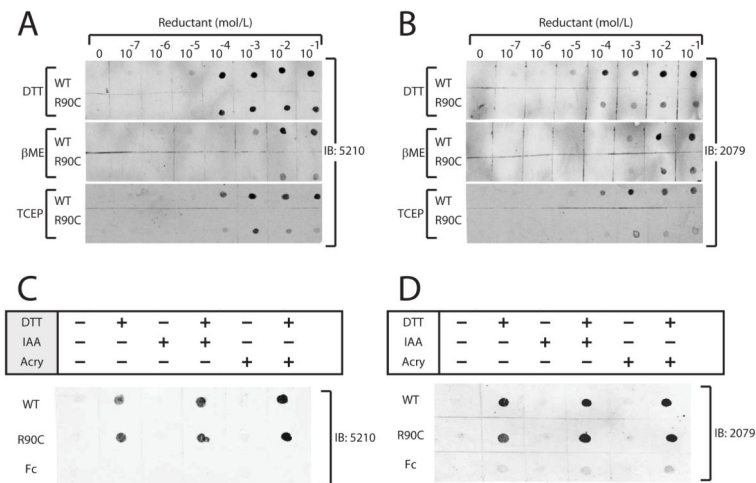 A
Reductant (mol/L)
0 10⁻⁷ 10⁻⁶ 10⁻⁵ 10⁻⁴ 10⁻³ 10⁻² 10⁻¹
DTT
WT
R90C
βME
WT
R90C
TCEP
WT
R90C
IB: 5210
B
Reductant (mol/L)
0 10⁻⁷ 10⁻⁶ 10⁻⁵ 10⁻⁴ 10⁻³ 10⁻² 10⁻¹
DTT
WT
R90C
βME
WT
R90C
TCEP
WT
R90C
IB: 2079
C
DTT − + − + − +
IAA − − + + − −
Acry − − − − + +
WT
R90C
Fc
IB: 5210
D
DTT − + − + − +
IAA − − + + − −
Acry − − − − + +
WT
R90C
Fc
IB: 2079